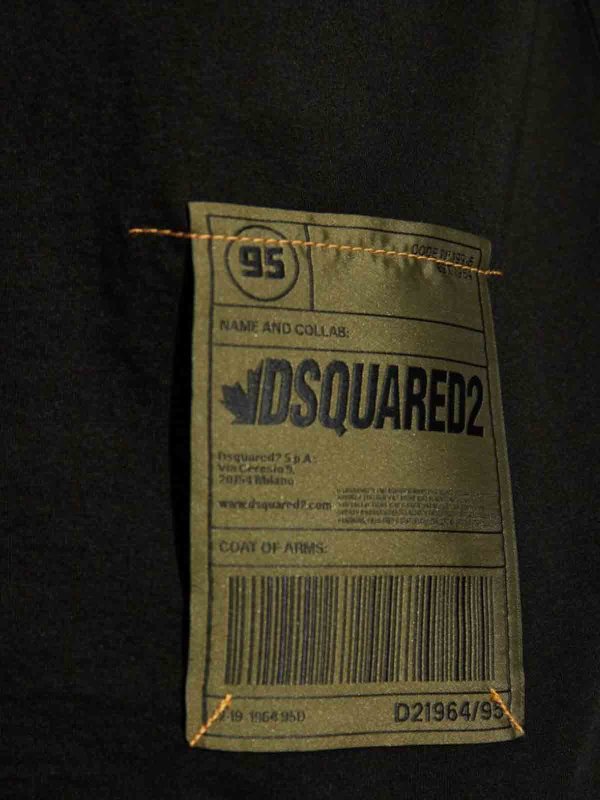 95
NAME AND COLLAB:
DSQUARED2
Dsquared2 S.p.A.
Via Ceresio 9,
20154 Milano
www.dsquared2.com
COAT OF ARMS:
1964 95D
D21964/95